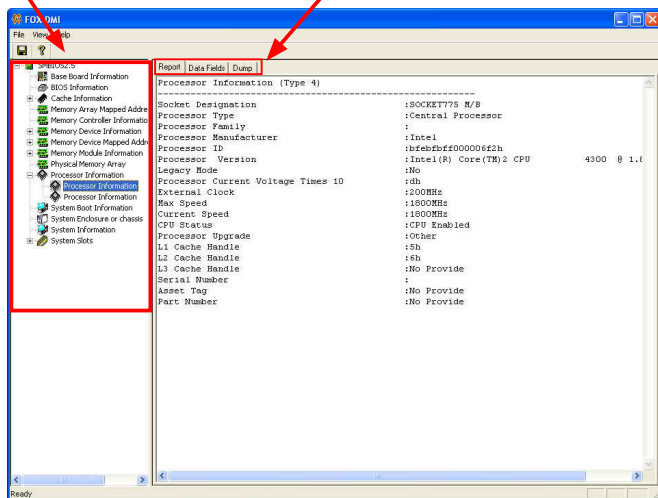 FOX DMI
File View Help
SMBIOS2.5
Base Board Information
BIOS Information
Cache Information
Memory Array Mapped Addre
Memory Controller Informatio
Memory Device Information
Memory Device Mapped Addr
Memory Module Information
Physical Memory Array
Processor Information
Processor Information
Processor Information
System Boot Information
System Enclosure or chassis
System Information
System Slots
Report Data Fields Dump
Processor Information (Type 4)
Socket Designation :SOCKET775 M/B
Processor Type :Central Processor
Processor Family :
Processor Manufacturer :Intel
Processor ID :bfebfbff000006f2h
Processor Version :Intel(R) Core(TM)2 CPU 4300 @ 1.8
Legacy Mode :No
Processor Current Voltage Times 10 :dh
External Clock :200MHz
Max Speed :1800MHz
Current Speed :1800MHz
CPU Status :CPU Enabled
Processor Upgrade :Other
L1 Cache Handle :5h
L2 Cache Handle :6h
L3 Cache Handle :No Provide
Serial Number :
Asset Tag :No Provide
Part Number :No Provide
Ready